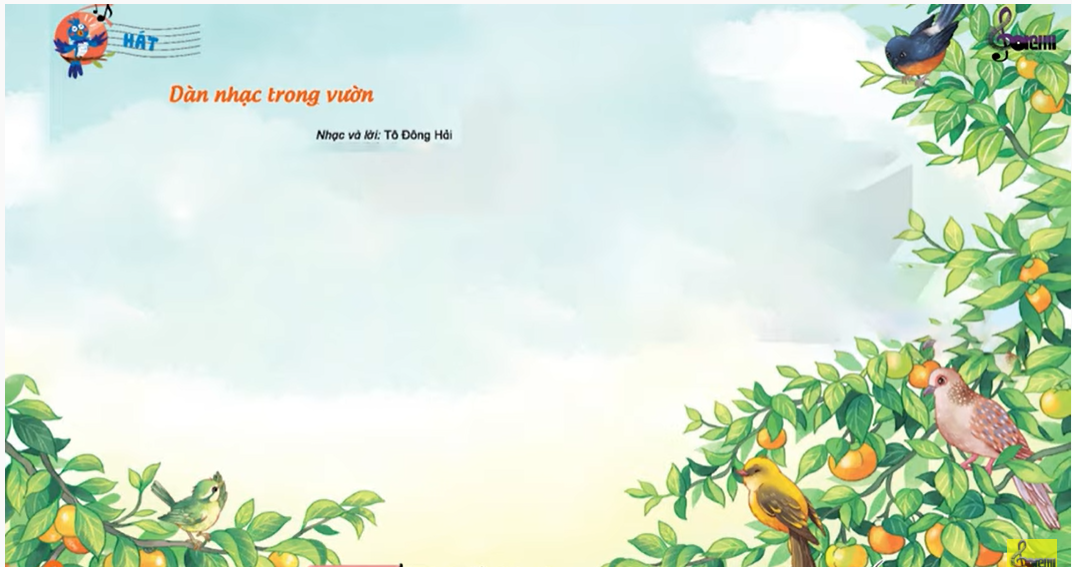 HÁT
Dàn nhạc trong vườn
Nhạc và lời: Tô Đông Hải